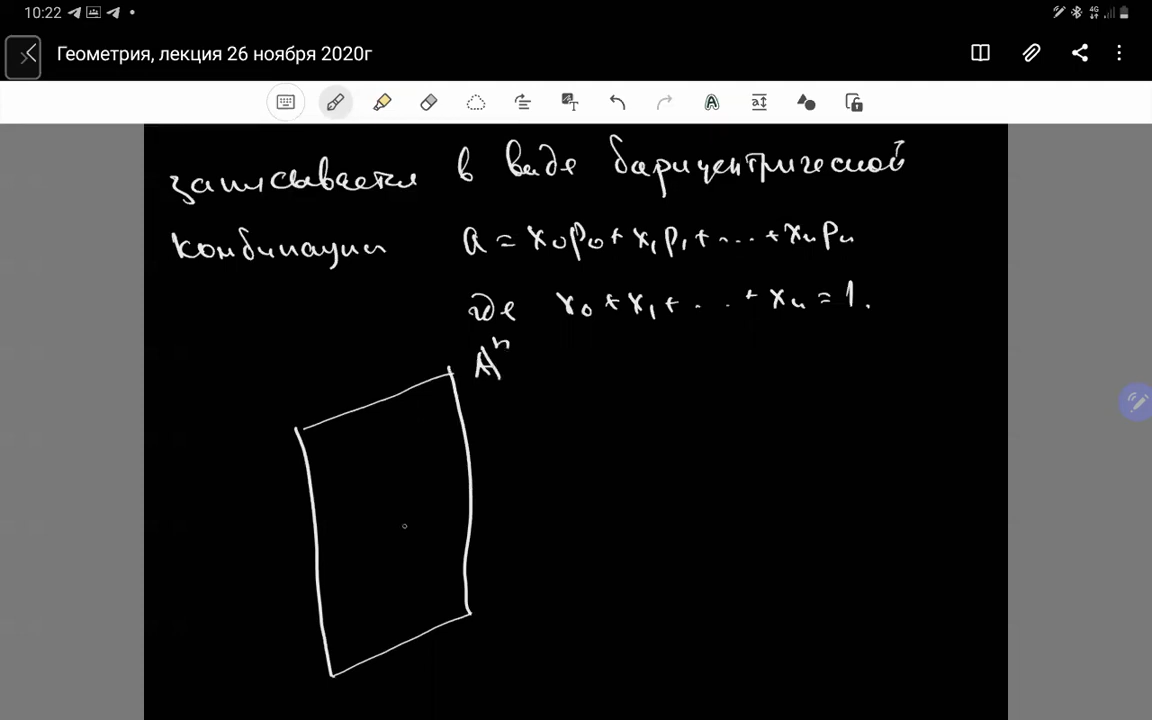 10:22
4G
Геометрия, лекция 26 ноября 2020г
записывается в виде барицентрической
комбинации a = x₀p₀ + x₁p₁ + ... + xₙpₙ
где x₀ + x₁ + ... + xₙ = 1.
Aⁿ